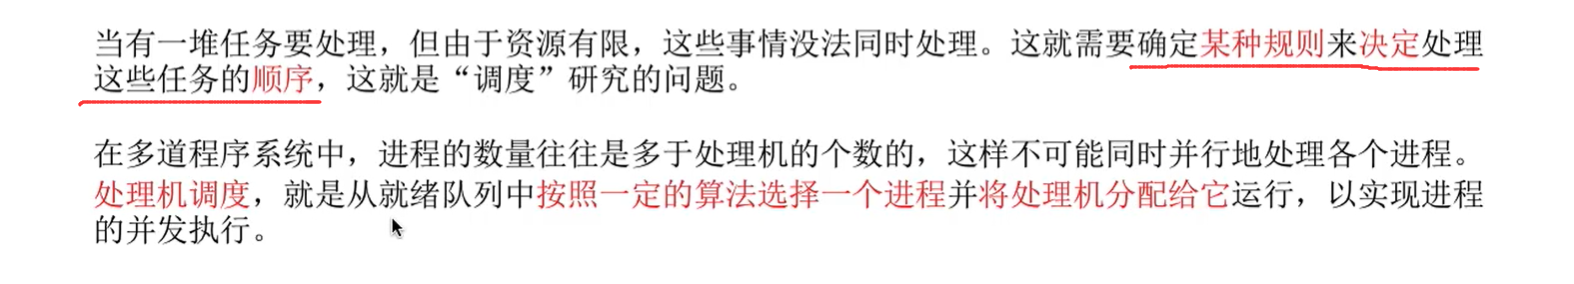 当有一堆任务要处理，但由于资源有限，这些事情没法同时处理。这就需要确定某种规则来决定处理
这些任务的顺序，这就是“调度”研究的问题。
在多道程序系统中，进程的数量往往是多于处理机的个数的，这样不可能同时并行地处理各个进程。
处理机调度，就是从就绪队列中按照一定的算法选择一个进程并将处理机分配给它运行，以实现进程
的并发执行。